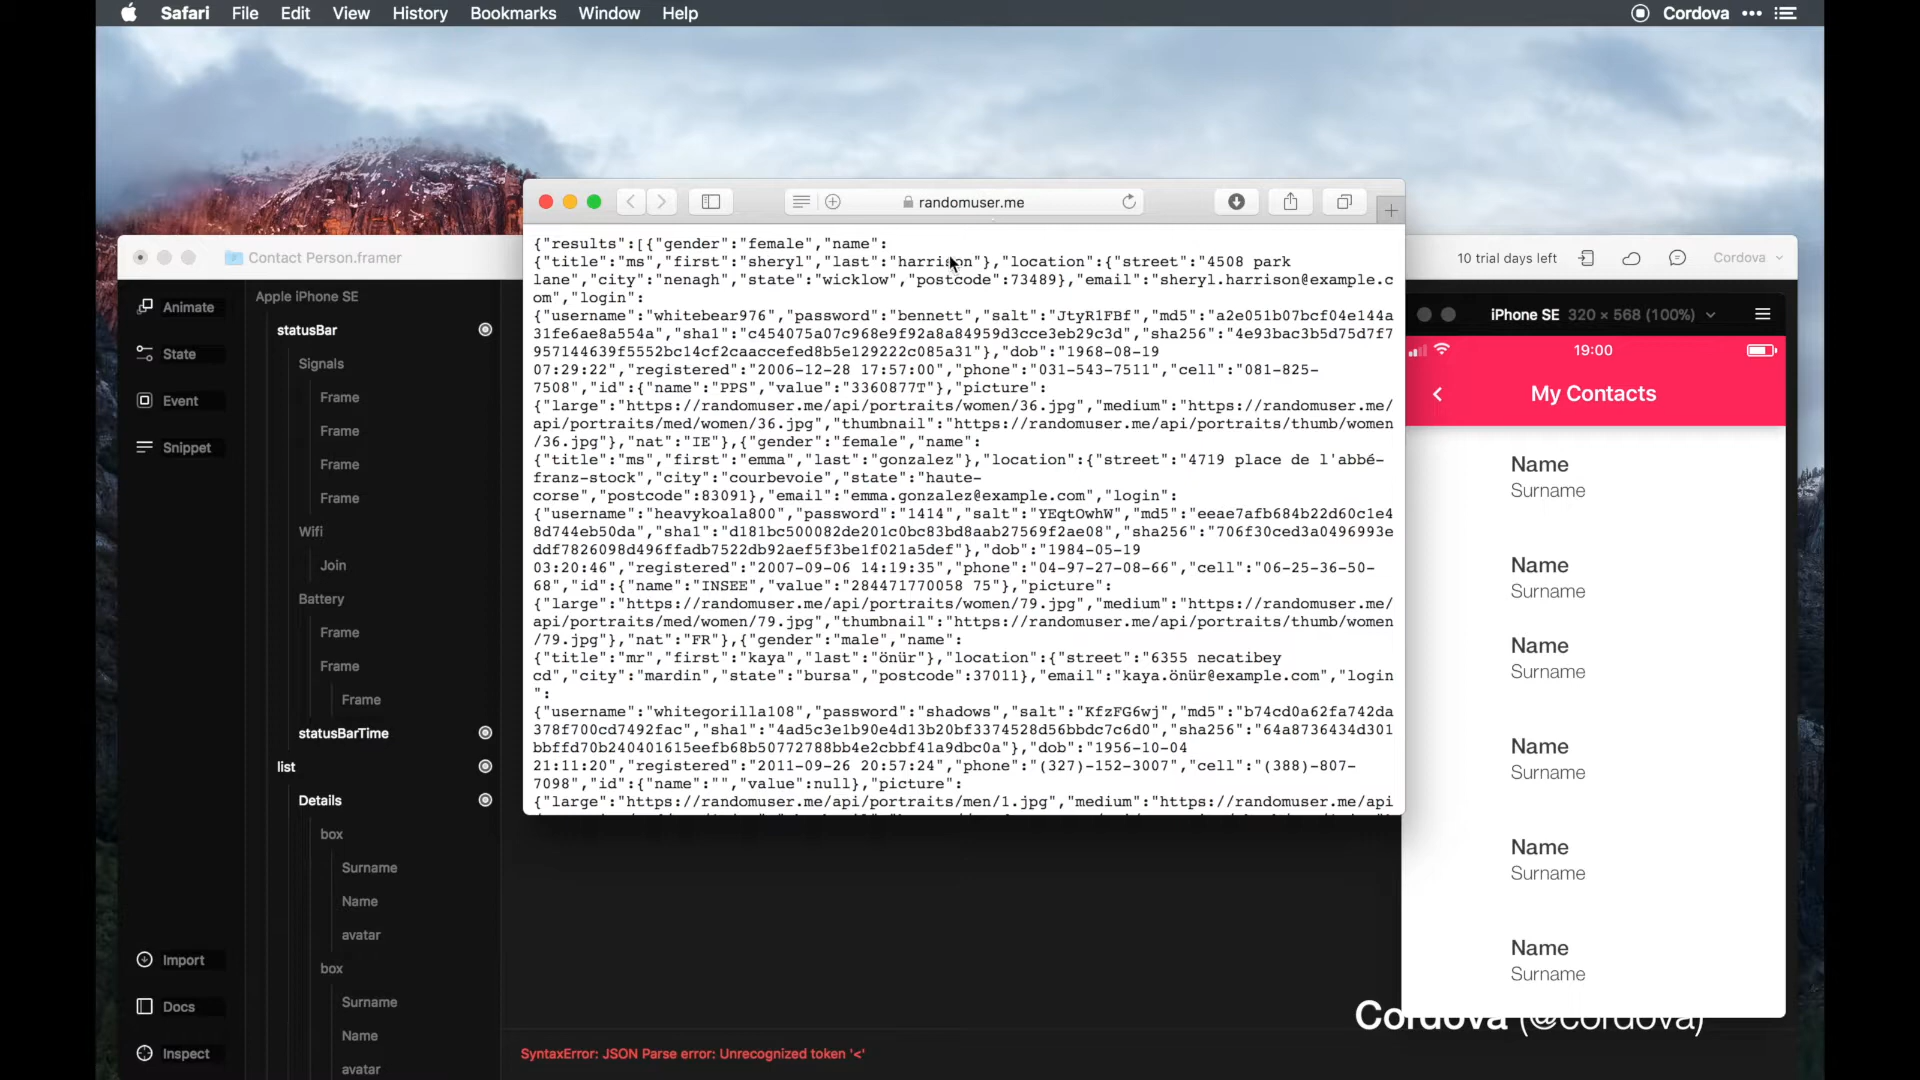 Safari File Edit View History Bookmarks Window Help
Cordova
randomuser.me
Contact Person.framer
10 trial days left
Cordova
Animate
State
Event
Snippet
Import
Docs
Inspect
Apple iPhone SE
statusBar
Signals
Frame
Frame
Frame
Frame
Wifi
Join
Battery
Frame
Frame
Frame
statusBarTime
list
Details
box
Surname
Name
avatar
box
Surname
Name
avatar
{"results":[{"gender":"female","name":
{"title":"ms","first":"sheryl","last":"harrison"},"location":{"street":"4508 park
lane","city":"nenagh","state":"wicklow","postcode":73489},"email":"sheryl.harrison@example.c
om","login":
{"username":"whitebear976","password":"bennett","salt":"JtyR1FBf","md5":"a2e051b07bcf04e144a
31fe6ae8a554a","sha1":"c454075a07c968e9f92a8a84959d3cce3eb29c3d","sha256":"4e93bac3b5d75d7f7
957144639f5552bc14cf2caaccefed8b5e129222c085a31"},"dob":"1968-08-19
07:29:22","registered":"2006-12-28 17:57:00","phone":"031-543-7511","cell":"081-825-
7508","id":{"name":"PPS","value":"3360877T"},"picture":
{"large":"https://randomuser.me/api/portraits/women/36.jpg","medium":"https://randomuser.me/
api/portraits/med/women/36.jpg","thumbnail":"https://randomuser.me/api/portraits/thumb/women
/36.jpg"},"nat":"IE"},{"gender":"female","name":
{"title":"ms","first":"emma","last":"gonzalez"},"location":{"street":"4719 place de l'abbé-
franz-stock","city":"courbevoie","state":"haute-
corse","postcode":83091},"email":"emma.gonzalez@example.com","login":
{"username":"heavykoala800","password":"1414","salt":"YEqtOwhW","md5":"eeae7afb684b22d60c1e4
8d744eb50da","sha1":"d181bc500082de201c0bc83bd8aab27569f2ae08","sha256":"706f30ced3a0496993e
ddf7826098d496ffadb7522db92aef5f3be1f021a5def"},"dob":"1984-05-19
03:20:46","registered":"2007-09-06 14:19:35","phone":"04-97-27-08-66","cell":"06-25-36-50-
68","id":{"name":"INSEE","value":"284471770058 75"},"picture":
{"large":"https://randomuser.me/api/portraits/women/79.jpg","medium":"https://randomuser.me/
api/portraits/med/women/79.jpg","thumbnail":"https://randomuser.me/api/portraits/thumb/women
/79.jpg"},"nat":"FR"},{"gender":"male","name":
{"title":"mr","first":"kaya","last":"önür"},"location":{"street":"6355 necatibey
cd","city":"mardin","state":"bursa","postcode":37011},"email":"kaya.önür@example.com","login
":
{"username":"whitegorilla108","password":"shadows","salt":"KfzFG6wj","md5":"b74cd0a62fa742da
378f700cd7492fac","sha1":"4ad5c3e1b90e4d13b20bf3374528d56bbdc7c6d0","sha256":"64a8736434d301
bbffd70b240401615eefb68b50772788bb4e2cbbf41a9dbc0a"},"dob":"1956-10-04
21:11:20","registered":"2011-09-26 20:57:24","phone":"(327)-152-3007","cell":"(388)-807-
7098","id":{"name":"","value":null},"picture":
{"large":"https://randomuser.me/api/portraits/men/1.jpg","medium":"https://randomuser.me/api
SyntaxError: JSON Parse error: Unrecognized token '<'
iPhone SE 320 × 568 (100%)
19:00
My Contacts
Name
Surname
Name
Surname
Name
Surname
Name
Surname
Name
Surname
Name
Surname
Cordova (@cordova)